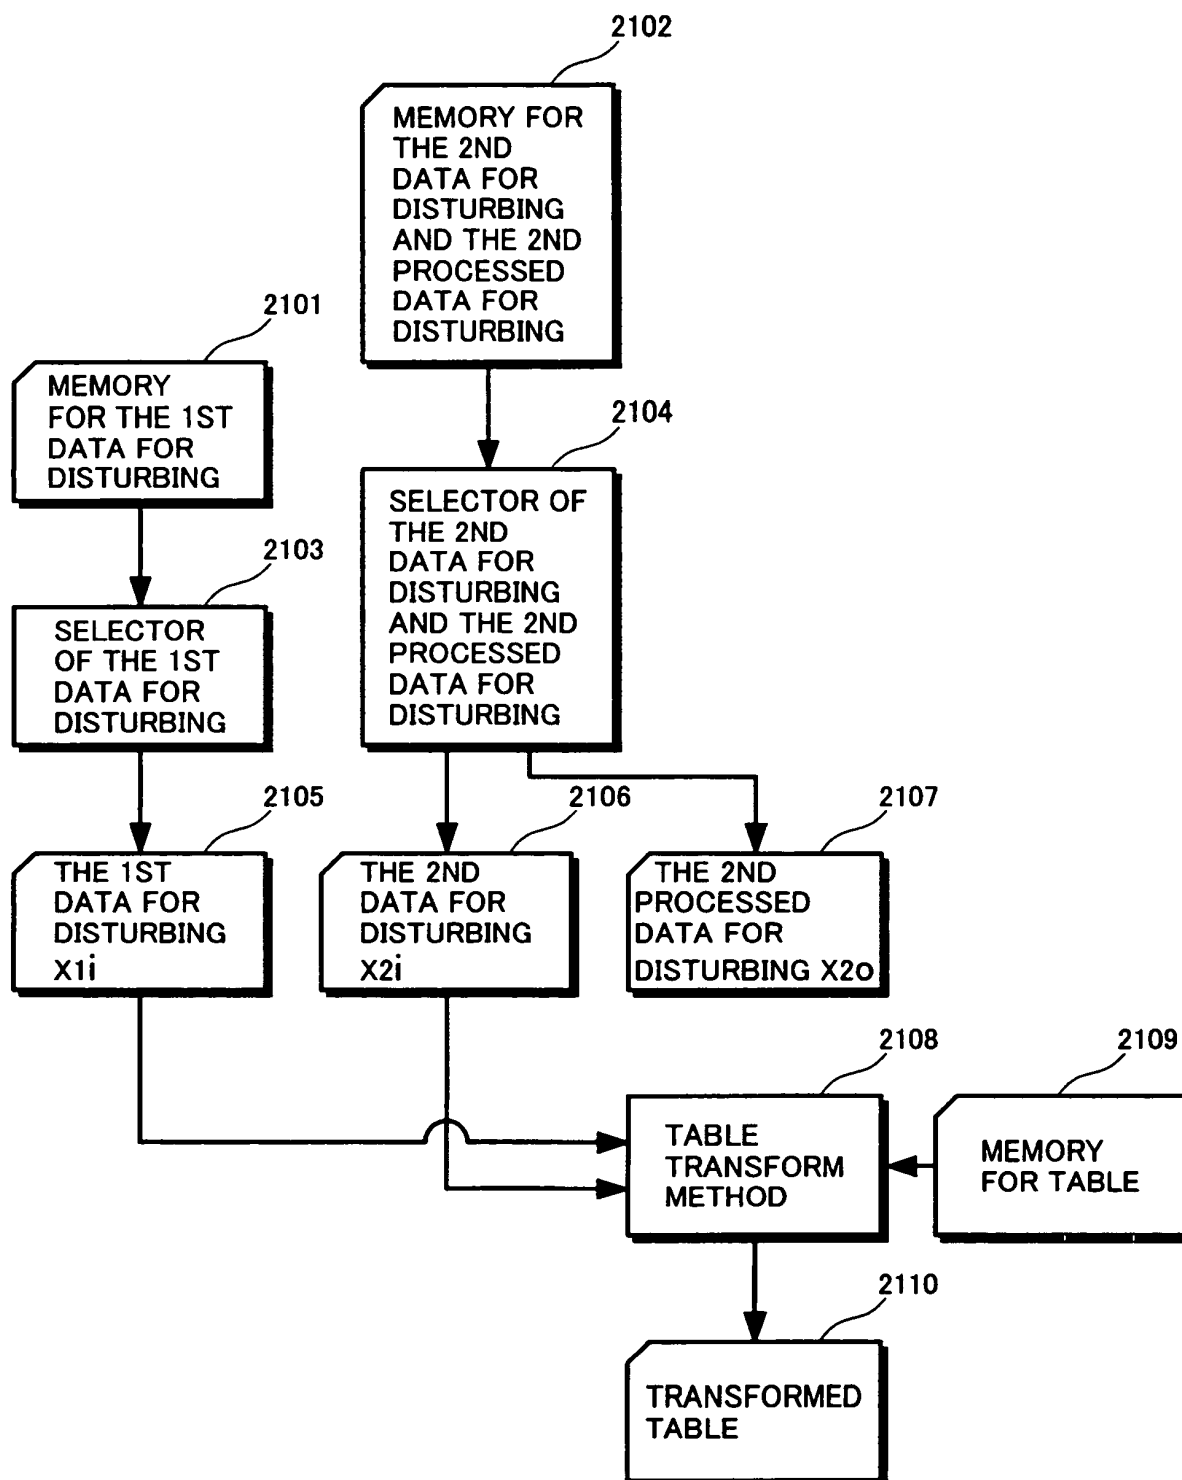 2102
MEMORY FOR
THE 2ND
DATA FOR
DISTURBING
AND THE 2ND
PROCESSED
DATA FOR
DISTURBING
2101
MEMORY
FOR THE 1ST
DATA FOR
DISTURBING
2104
SELECTOR OF
THE 2ND
DATA FOR
DISTURBING
AND THE 2ND
PROCESSED
DATA FOR
DISTURBING
2103
SELECTOR
OF THE 1ST
DATA FOR
DISTURBING
2105
THE 1ST
DATA FOR
DISTURBING
X1i
2106
THE 2ND
DATA FOR
DISTURBING
X2i
2107
THE 2ND
PROCESSED
DATA FOR
DISTURBING X2o
2108
TABLE
TRANSFORM
METHOD
2109
MEMORY
FOR TABLE
2110
TRANSFORMED
TABLE